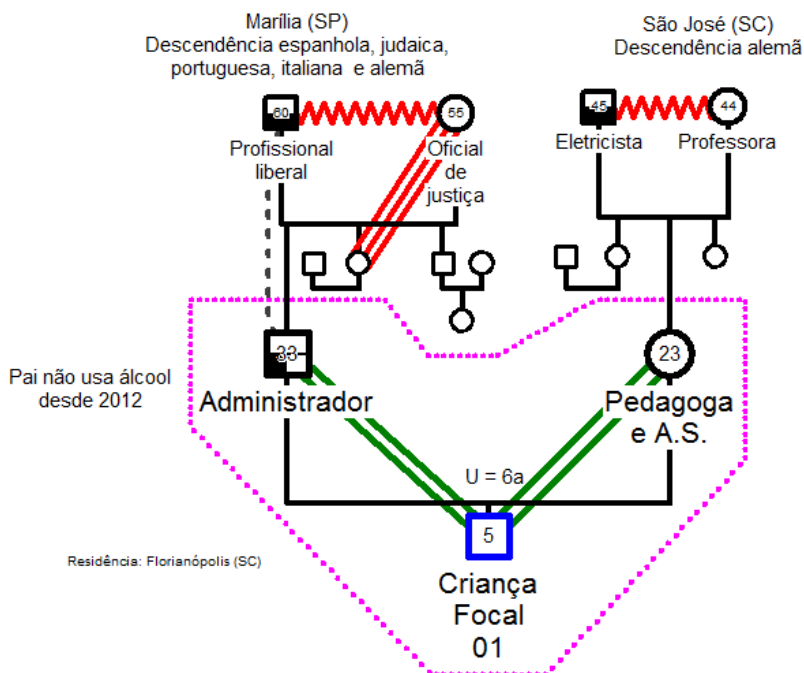 Marília (SP)
Descendência espanhola, judaica,
portuguesa, italiana e alemã
São José (SC)
Descendência alemã
60
55
45
44
Profissional
liberal
Oficial
de
justiça
Eletricista
Professora
33
23
Pai não usa álcool
desde 2012
Administrador
Pedagoga
e A.S.
U = 6a
5
Residência: Florianópolis (SC)
Criança
Focal
01